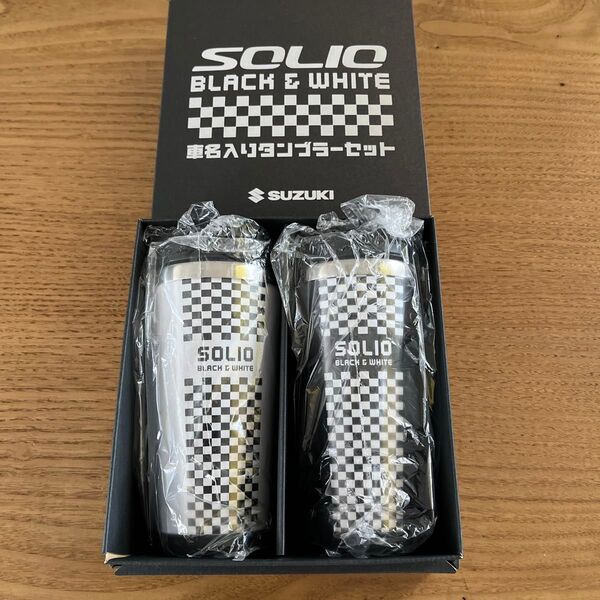 SOLIO
BLACK & WHITE
車名入りタンブラーセット
SUZUKI
SOLIO
BLACK & WHITE
SOLIO
BLACK & WHITE